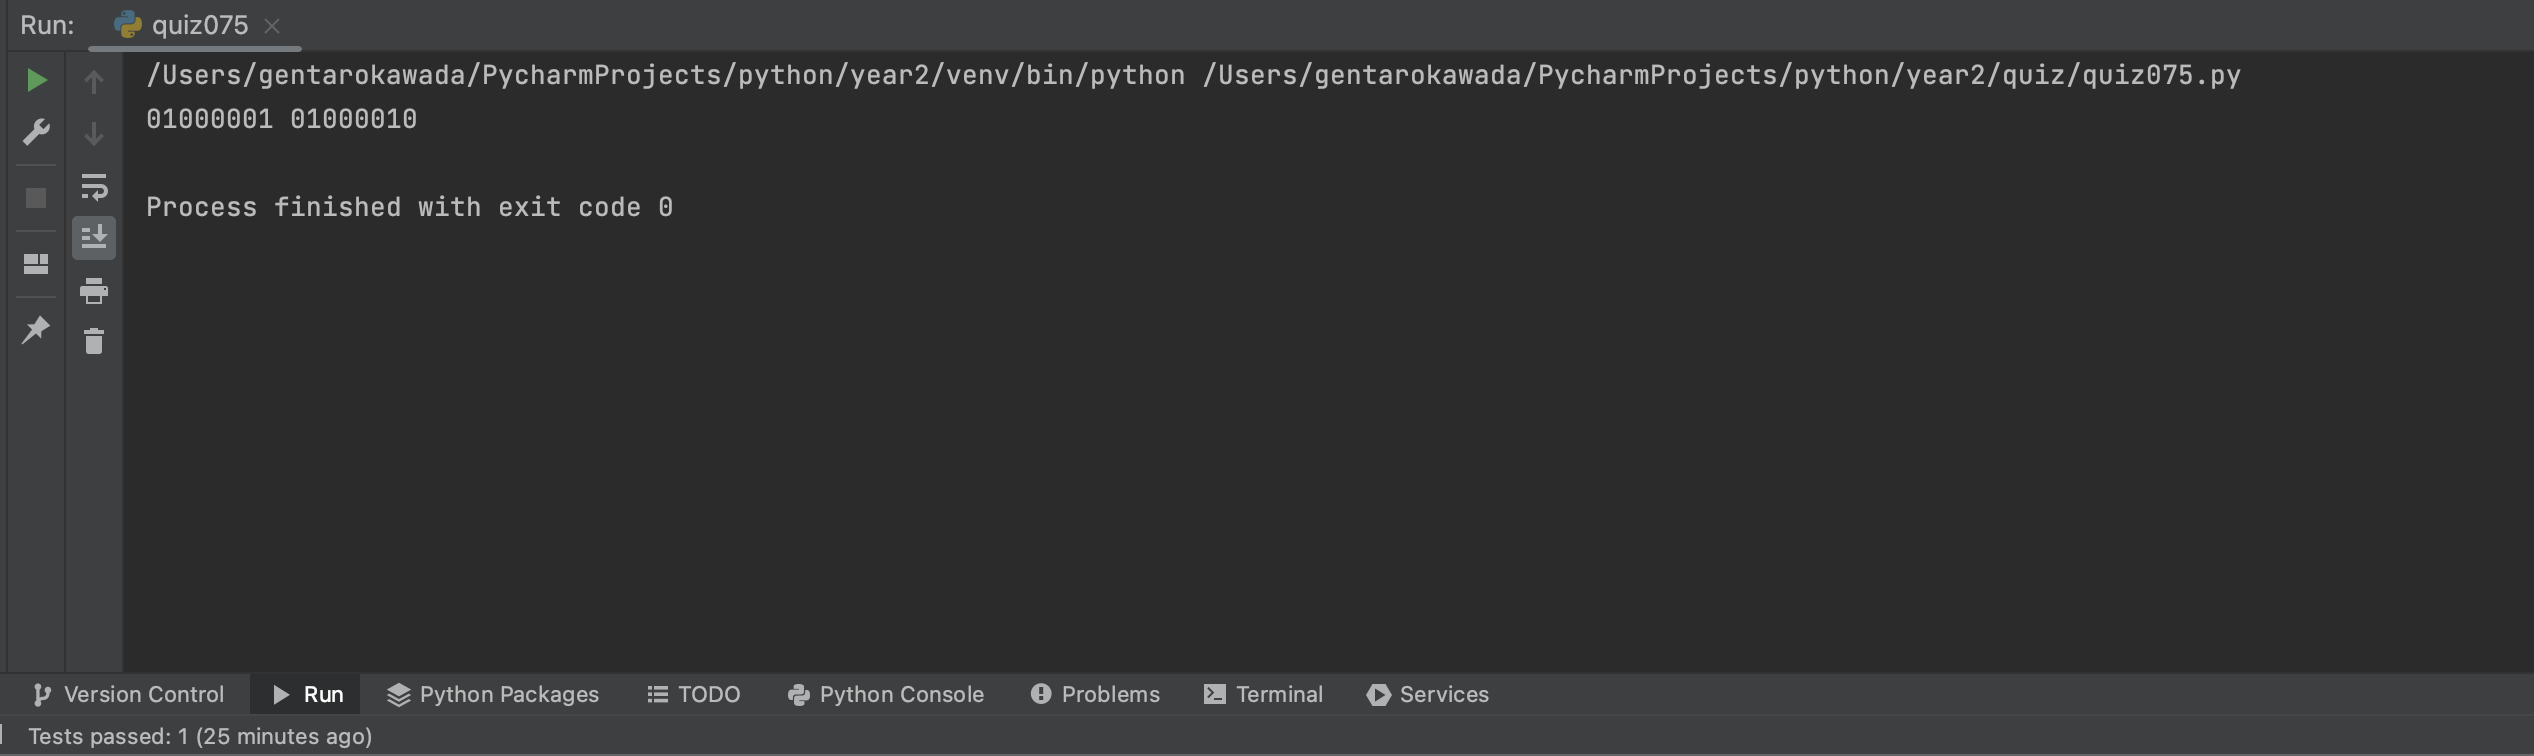 Run: quiz075
/Users/gentarokawada/PycharmProjects/python/year2/venv/bin/python /Users/gentarokawada/PycharmProjects/python/year2/quiz/quiz075.py
01000001 01000010
Process finished with exit code 0
Version Control Run Python Packages TODO Python Console Problems Terminal Services
Tests passed: 1 (25 minutes ago)